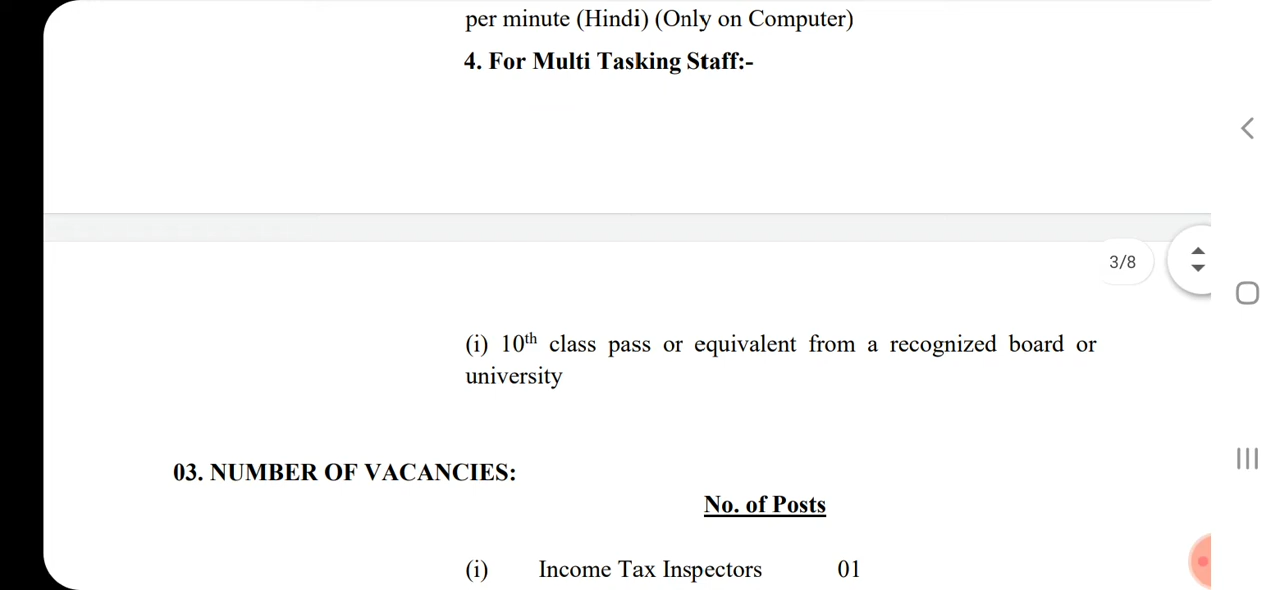 per minute (Hindi) (Only on Computer)
4. For Multi Tasking Staff:-
3/8
(i) 10th class pass or equivalent from a recognized board or
university
03. NUMBER OF VACANCIES:
No. of Posts
(i) Income Tax Inspectors 01